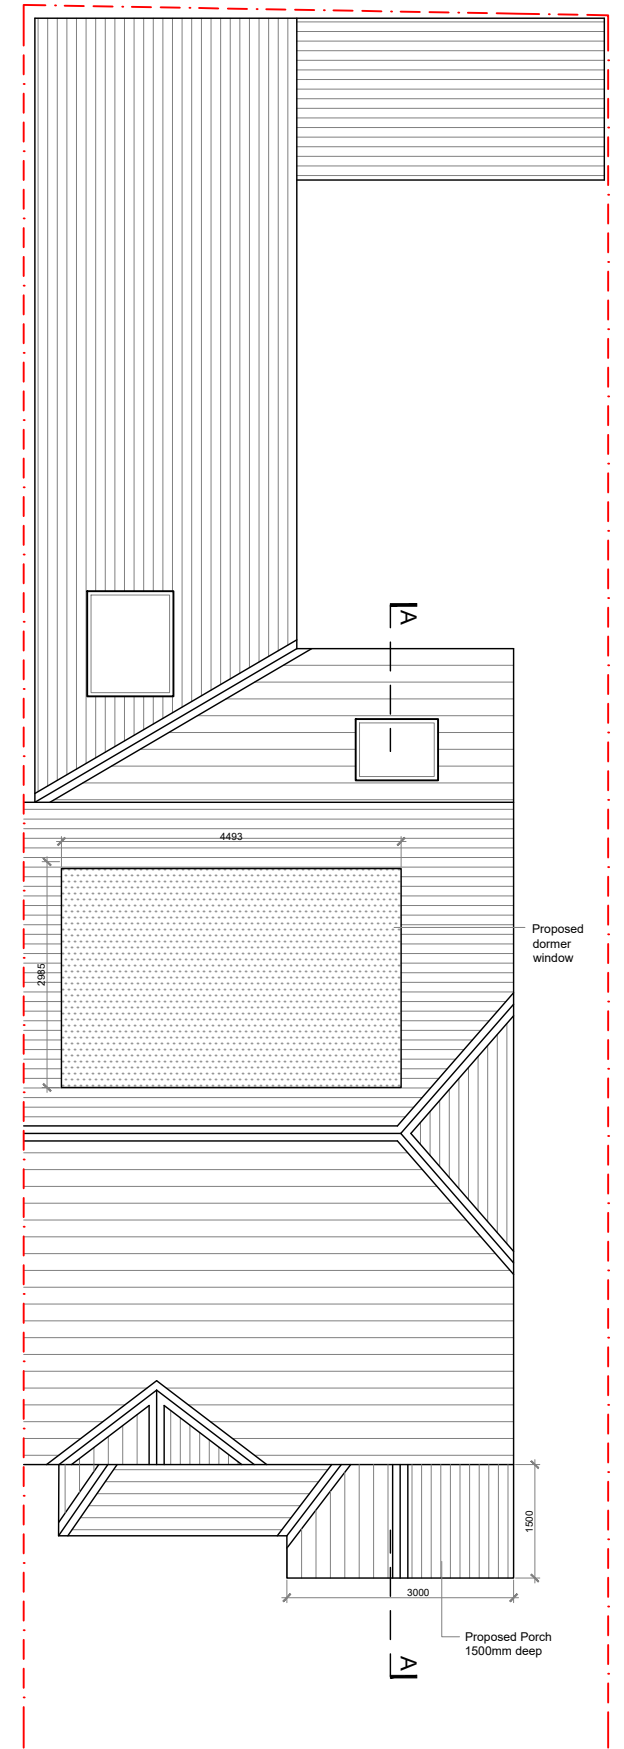 A
4493
Proposed
dormer
window
2985
1500
3000
Proposed Porch
1500mm deep
A